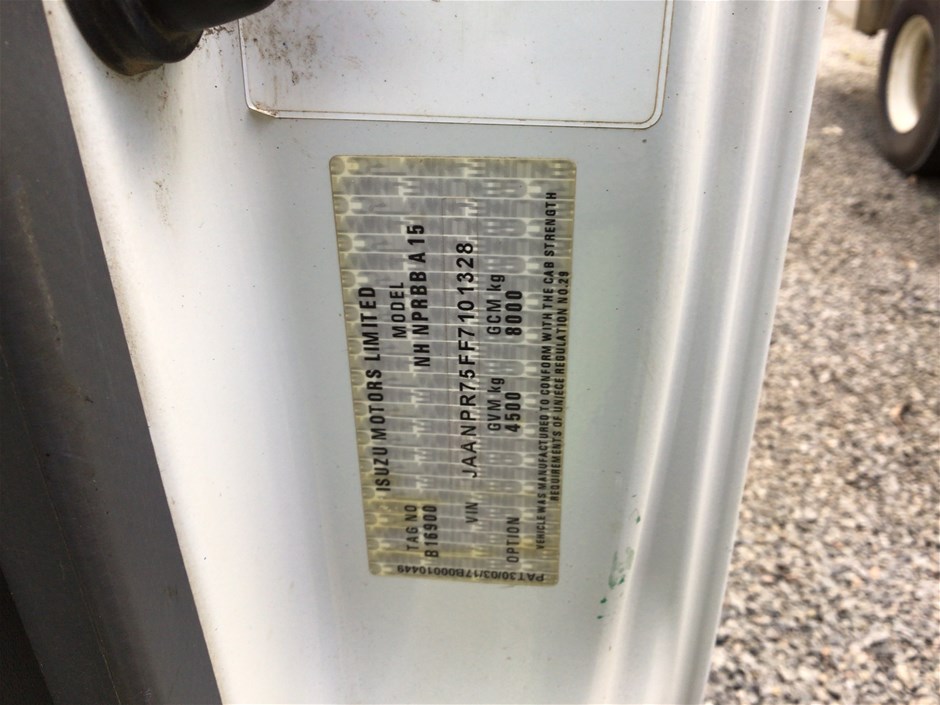 ISUZU MOTORS LIMITED
TAG NO
MODEL
B16900
NH NPRBB A15
VIN
JAANPR75FF7101328
GVM kg
GCM kg
OPTION
4500
8000
VEHICLE WAS MANUFACTURED TO CONFORM WITH THE CAB STRENGTH
REQUIREMENTS OF UN/ECE REGULATION NO.29
PAT30/03/17B00010449